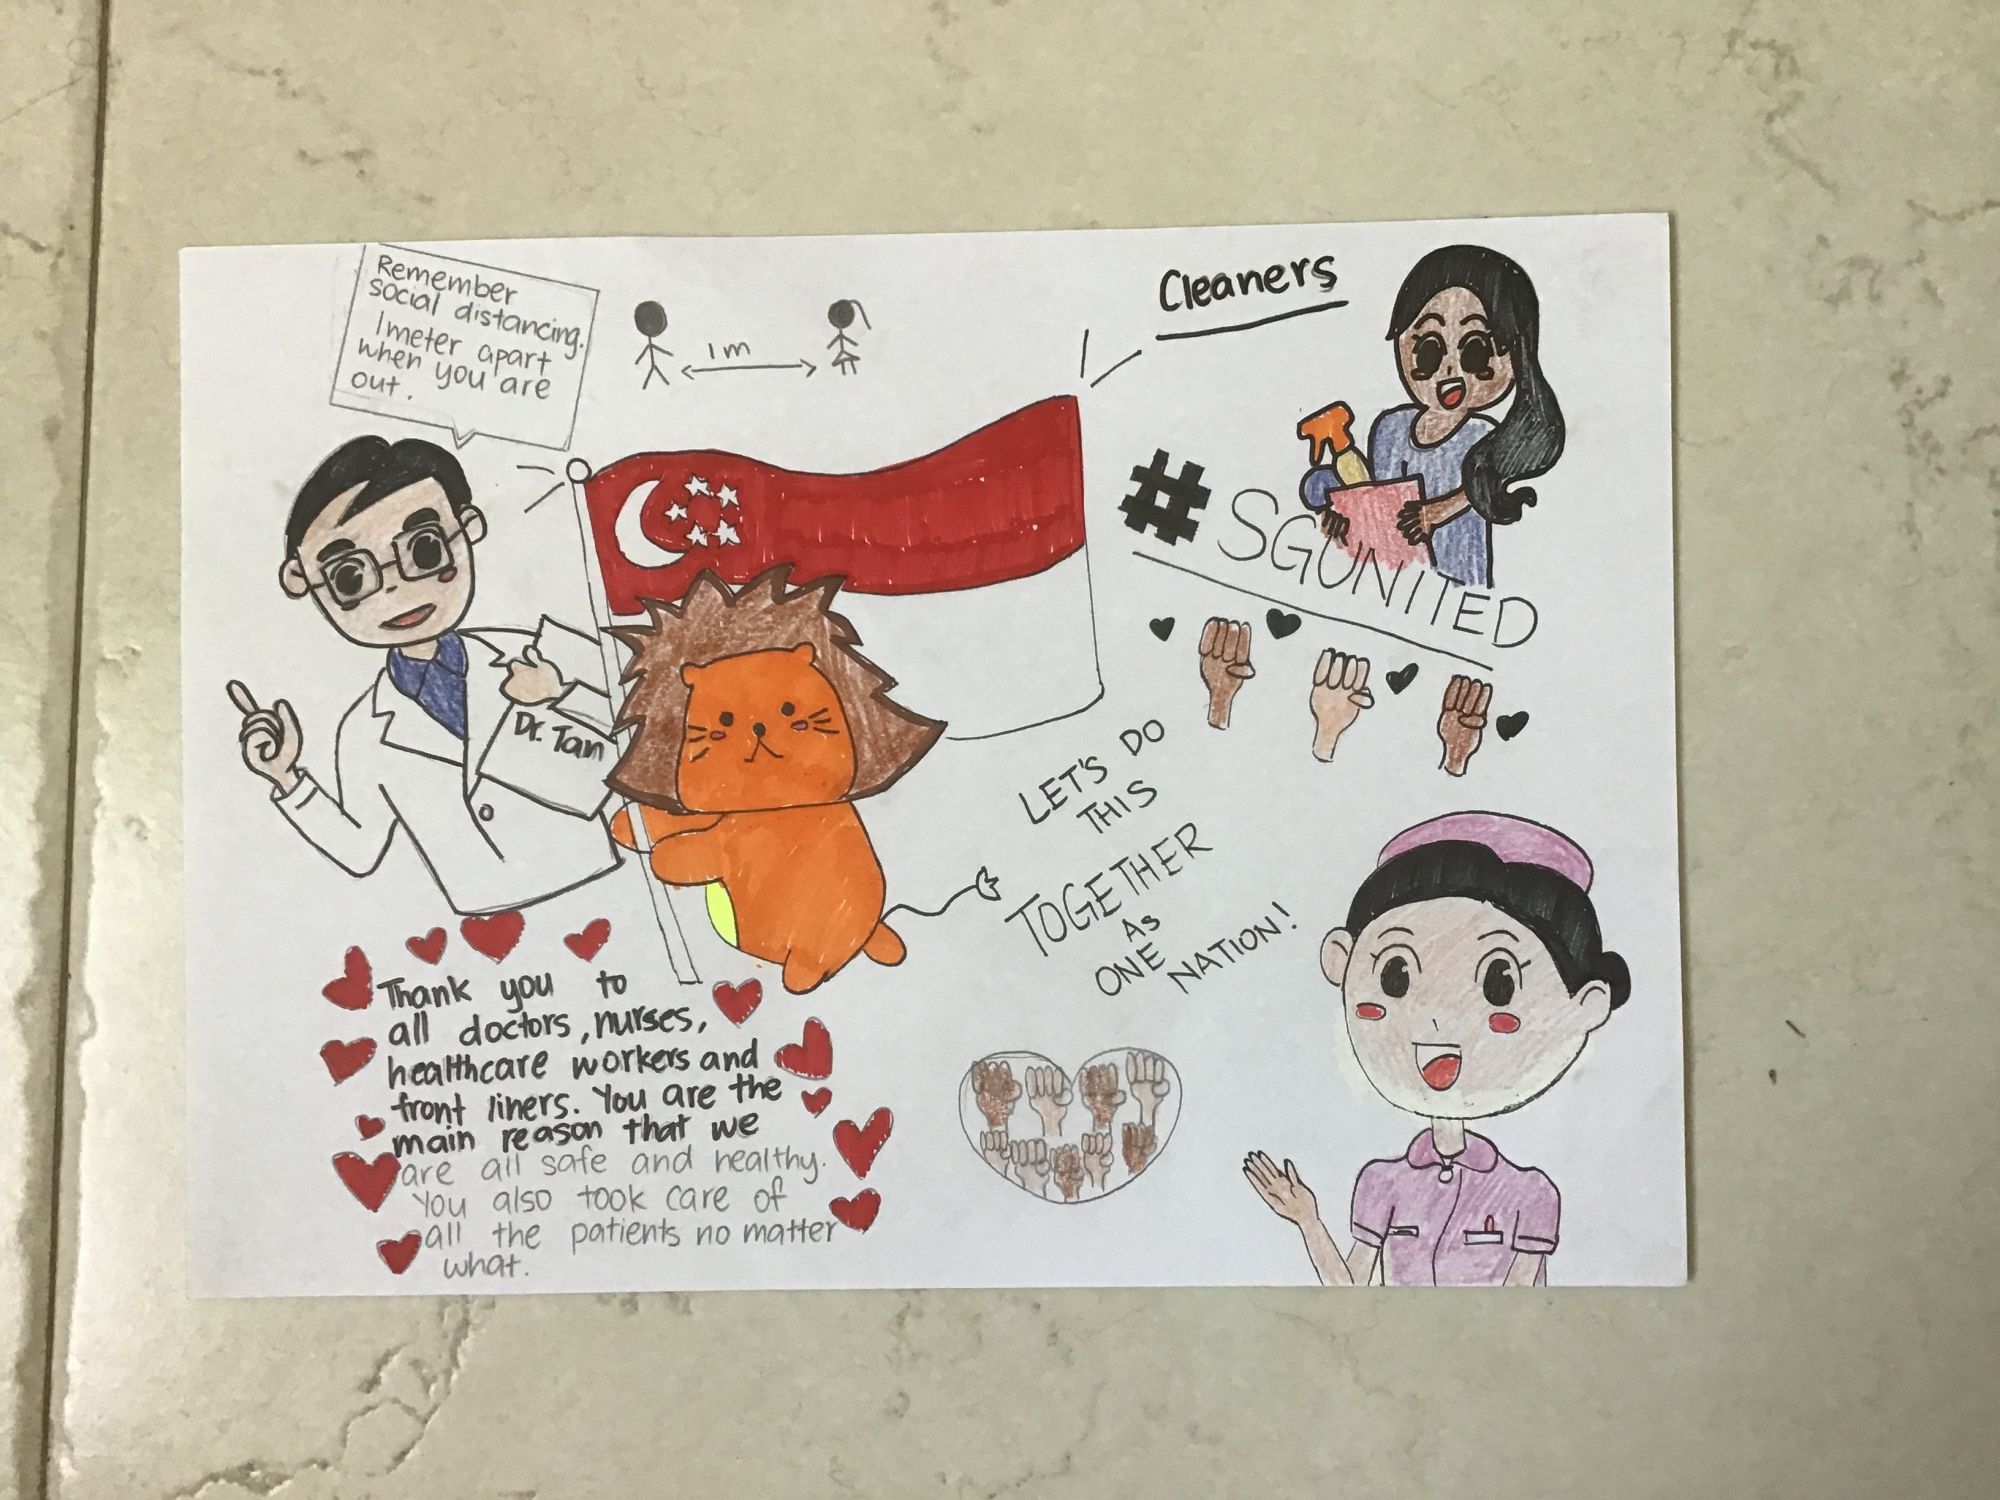 Remember
social distancing.
1 meter apart
when you are
out.
1m
Cleaners
#SGUNITED
Dr. Tan
LET'S DO
THIS
TOGETHER
AS
ONE
NATION!
Thank you to
all doctors, nurses,
healthcare workers and
front liners. You are the
main reason that we
are all safe and healthy.
You also took care of
all the patients no matter
what.